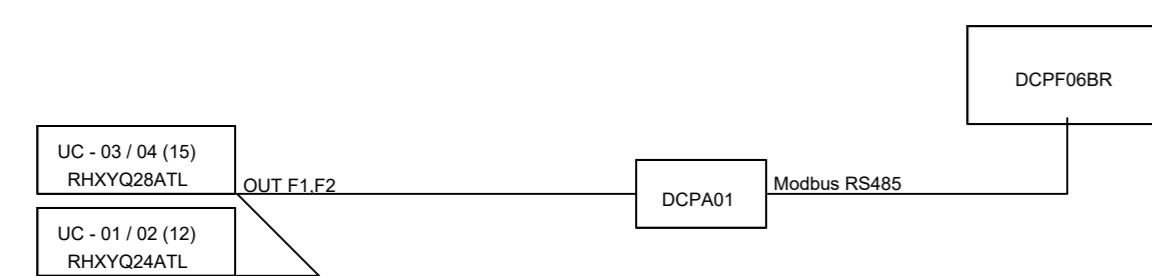 DCPF06BR
UC - 03 / 04 (15)
RHXYQ28ATL
OUT F1,F2
DCPA01
Modbus RS485
UC - 01 / 02 (12)
RHXYQ24ATL